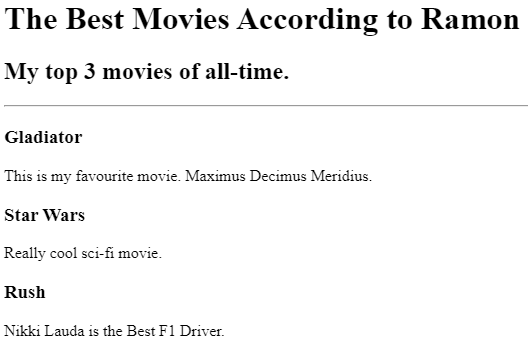 The Best Movies According to Ramon
My top 3 movies of all-time.
Gladiator
This is my favourite movie. Maximus Decimus Meridius.
Star Wars
Really cool sci-fi movie.
Rush
Nikki Lauda is the Best F1 Driver.